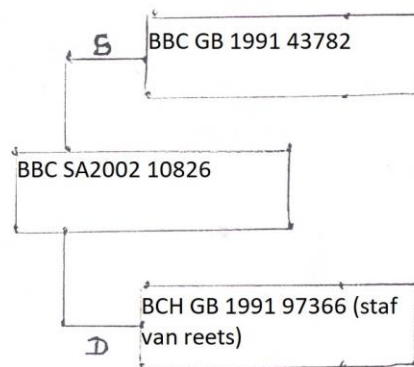 S
BBC GB 1991 43782
BBC SA2002 10826
BCH GB 1991 97366 (staf
van reets)
D